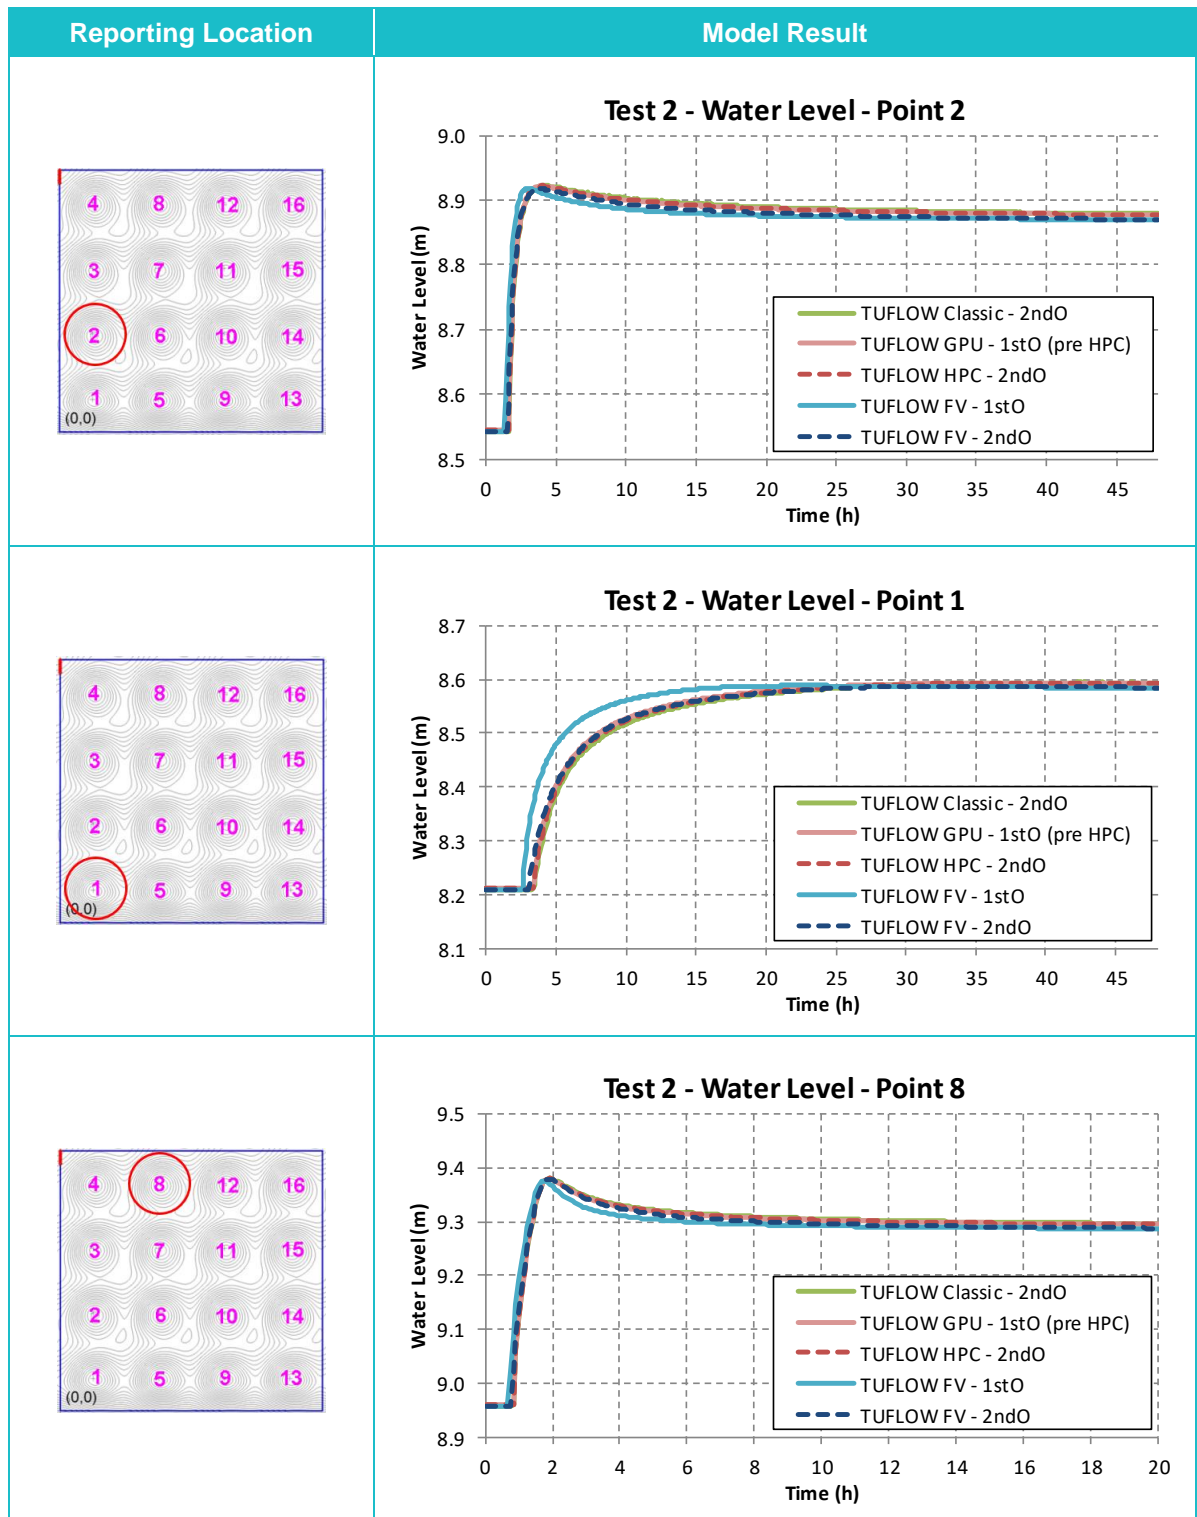 Reporting Location
Model Result
4 8 12 16
3 7 11 15
2 6 10 14
1 5 9 13
(0,0)
Test 2 - Water Level - Point 2
Water Level (m)
9.0
8.9
8.8
8.7
8.6
8.5
TUFLOW Classic - 2ndO
TUFLOW GPU - 1stO (pre HPC)
TUFLOW HPC - 2ndO
TUFLOW FV - 1stO
TUFLOW FV - 2ndO
0 5 10 15 20 25 30 35 40 45
Time (h)
4 8 12 16
3 7 11 15
2 6 10 14
1 5 9 13
(0,0)
Test 2 - Water Level - Point 1
Water Level (m)
8.7
8.6
8.5
8.4
8.3
8.2
8.1
TUFLOW Classic - 2ndO
TUFLOW GPU - 1stO (pre HPC)
TUFLOW HPC - 2ndO
TUFLOW FV - 1stO
TUFLOW FV - 2ndO
0 5 10 15 20 25 30 35 40 45
Time (h)
4 8 12 16
3 7 11 15
2 6 10 14
1 5 9 13
(0,0)
Test 2 - Water Level - Point 8
Water Level (m)
9.5
9.4
9.3
9.2
9.1
9.0
8.9
TUFLOW Classic - 2ndO
TUFLOW GPU - 1stO (pre HPC)
TUFLOW HPC - 2ndO
TUFLOW FV - 1stO
TUFLOW FV - 2ndO
0 2 4 6 8 10 12 14 16 18 20
Time (h)